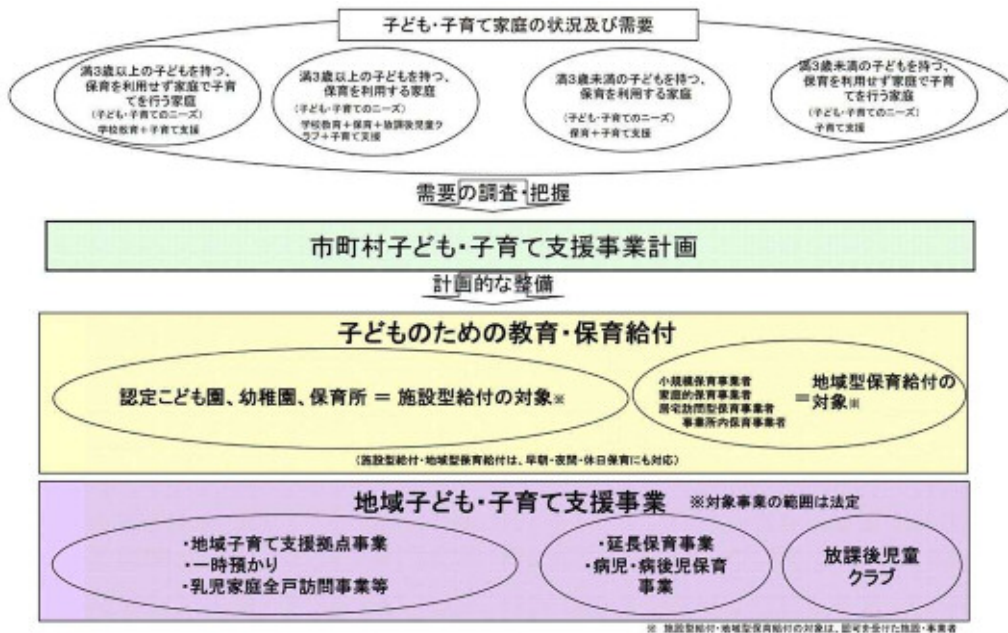 子ども・子育て家庭の状況及び需要
満3歳以上の子どもを持つ、
保育を利用せず家庭で子育
てを行う家庭
(子ども・子育てのニーズ)
学校教育+子育て支援
満3歳以上の子どもを持つ、
保育を利用する家庭
(子ども・子育てのニーズ)
学校教育+保育+放課後児童ク
ラブ+子育て支援
満3歳未満の子どもを持つ、
保育を利用する家庭
(子ども・子育てのニーズ)
保育+子育て支援
満3歳未満の子どもを持つ、
保育を利用せず家庭で子育
てを行う家庭
(子ども・子育てのニーズ)
子育て支援
需要の調査・把握
市町村子ども・子育て支援事業計画
計画的な整備
子どものための教育・保育給付
認定こども園、幼稚園、保育所 = 施設型給付の対象※
小規模保育事業者
家庭的保育事業者
居宅訪問型保育事業者
事業所内保育事業者
=地域型保育給付の
対象※
(施設型給付・地域型保育給付は、早朝・夜間・休日保育にも対応)
地域子ども・子育て支援事業 ※対象事業の範囲は法定
・地域子育て支援拠点事業
・一時預かり
・乳児家庭全戸訪問事業等
・延長保育事業
・病児・病後児保育
事業
放課後児童
クラブ
※ 施設型給付・地域型保育給付の対象は、認可を受けた施設・事業者